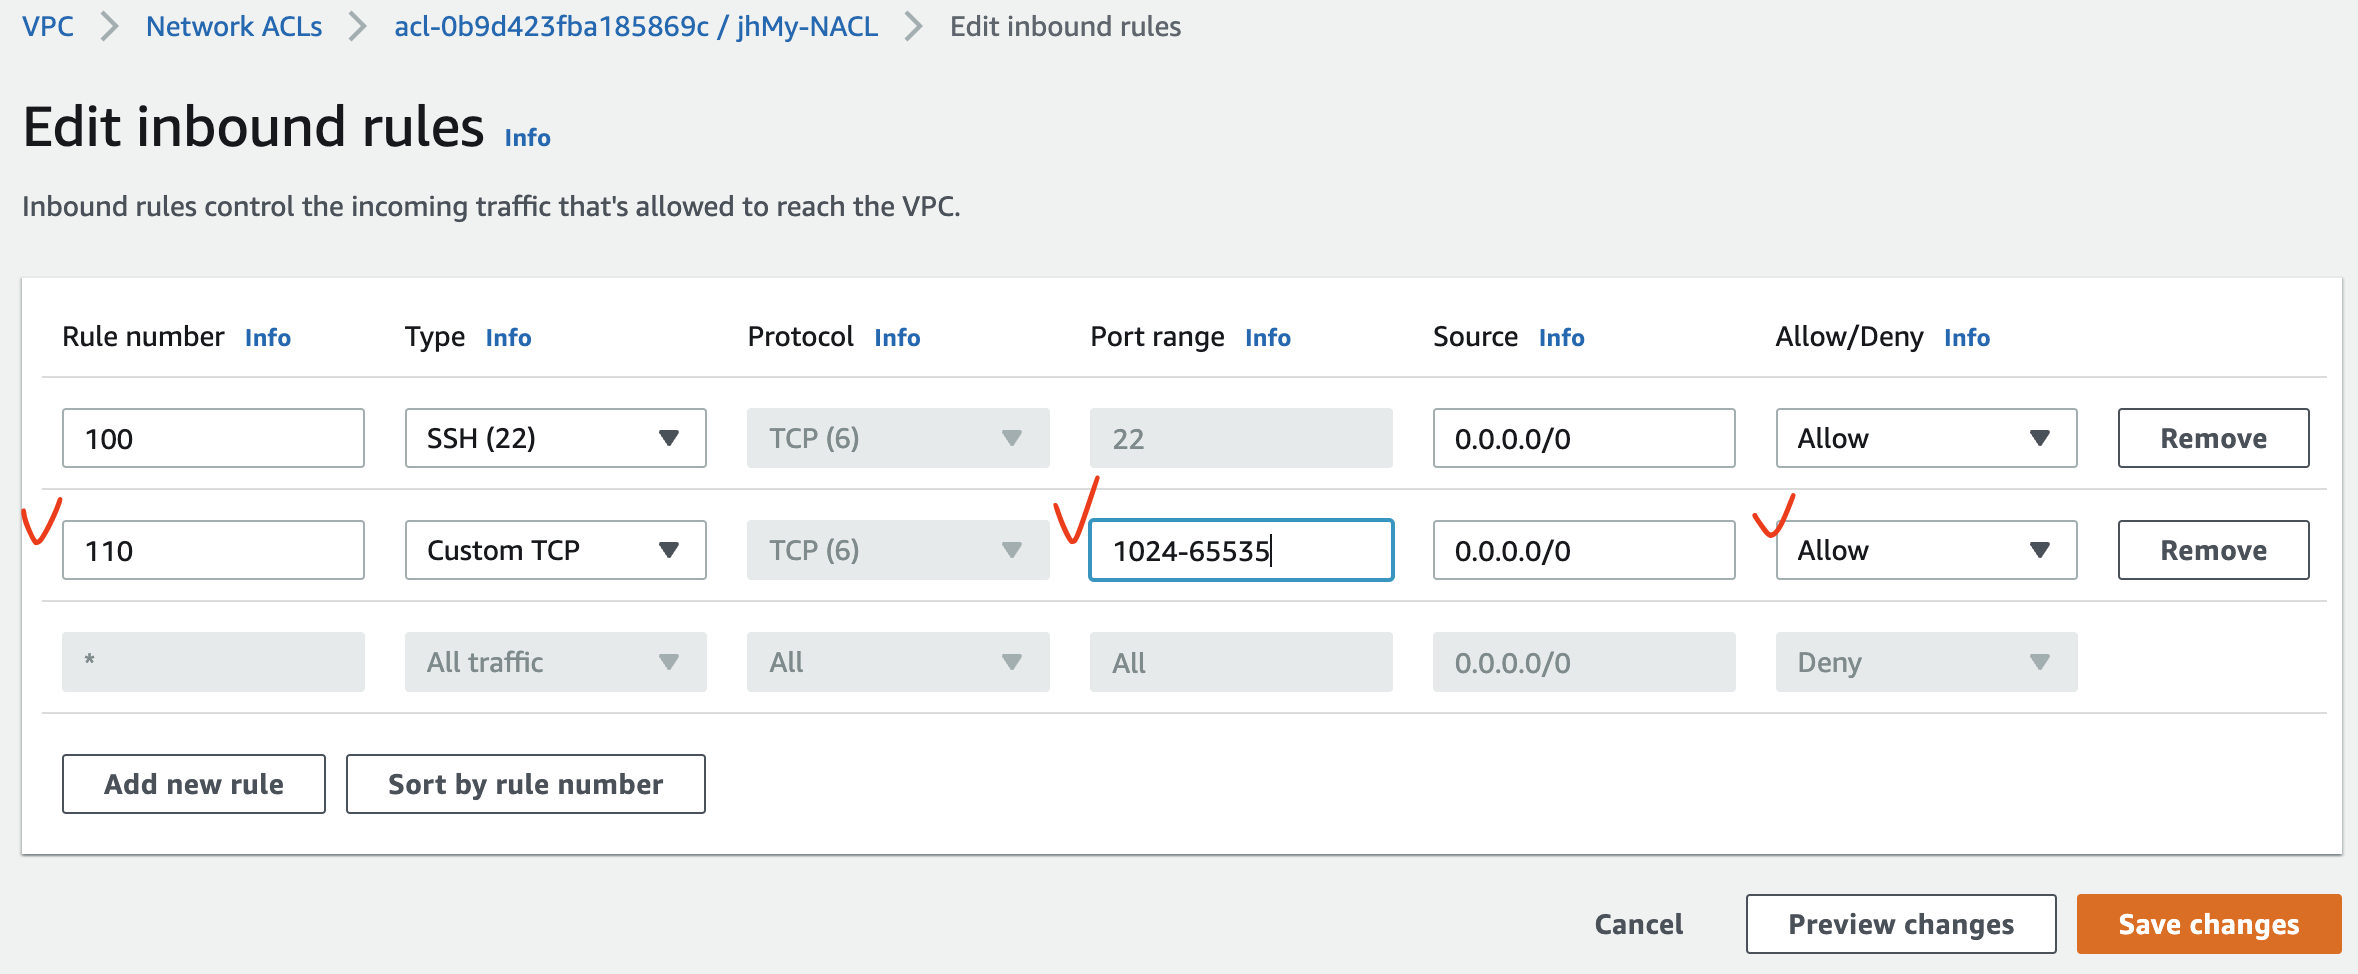 VPC > Network ACLs > acl-0b9d423fba185869c / jhMy-NACL > Edit inbound rules
Edit inbound rules Info
Inbound rules control the incoming traffic that's allowed to reach the VPC.
Rule number Info Type Info Protocol Info Port range Info Source Info Allow/Deny Info
100 SSH (22) TCP (6) 22 0.0.0.0/0 Allow Remove
110 Custom TCP TCP (6) 1024-65535 0.0.0.0/0 Allow Remove
* All traffic All All 0.0.0.0/0 Deny
Add new rule Sort by rule number
Cancel Preview changes Save changes